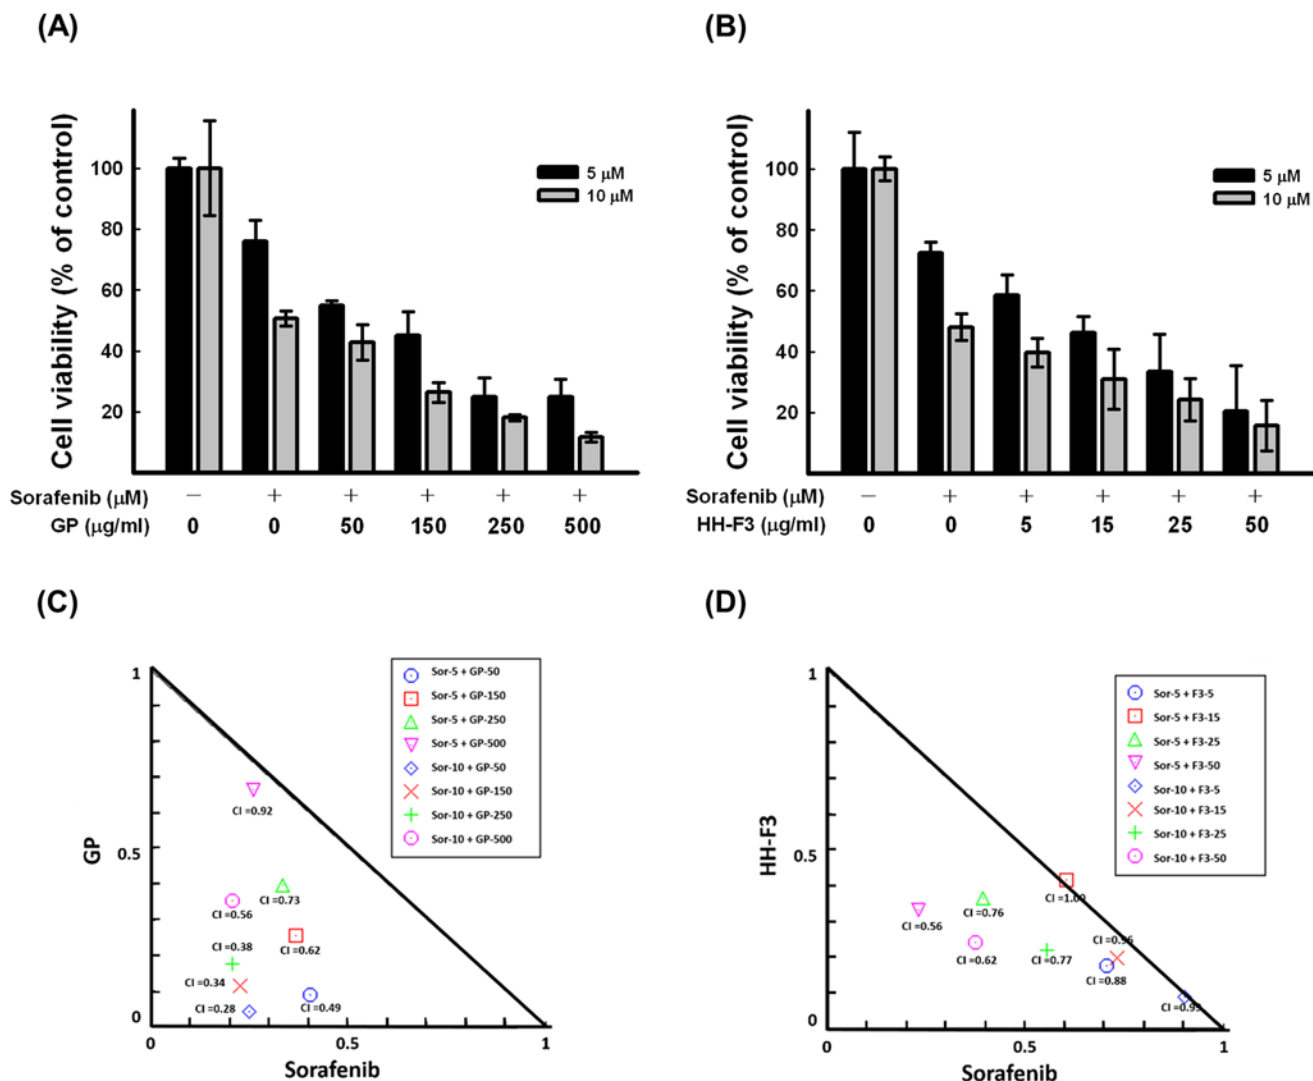 (A)
Cell viability (% of control)
100
80
60
40
20
5 μM
10 μM
Sorafenib (μM) − + + + + +
GP (μg/ml) 0 0 50 150 250 500
(B)
Cell viability (% of control)
100
80
60
40
20
5 μM
10 μM
Sorafenib (μM) − + + + + +
HH-F3 (μg/ml) 0 0 5 15 25 50
(C)
GP
1
0.5
0
Sor-5 + GP-50
Sor-5 + GP-150
Sor-5 + GP-250
Sor-5 + GP-500
Sor-10 + GP-50
Sor-10 + GP-150
Sor-10 + GP-250
Sor-10 + GP-500
CI =0.92
CI =0.73
CI =0.56
CI =0.38
CI =0.62
CI =0.34
CI =0.28
CI =0.49
0 0.5 1
Sorafenib
(D)
HH-F3
1
0.5
0
Sor-5 + F3-5
Sor-5 + F3-15
Sor-5 + F3-25
Sor-5 + F3-50
Sor-10 + F3-5
Sor-10 + F3-15
Sor-10 + F3-25
Sor-10 + F3-50
CI =1.00
CI =0.76
CI =0.56
CI =0.96
CI =0.62
CI =0.77
CI =0.88
CI =0.99
0 0.5 1
Sorafenib